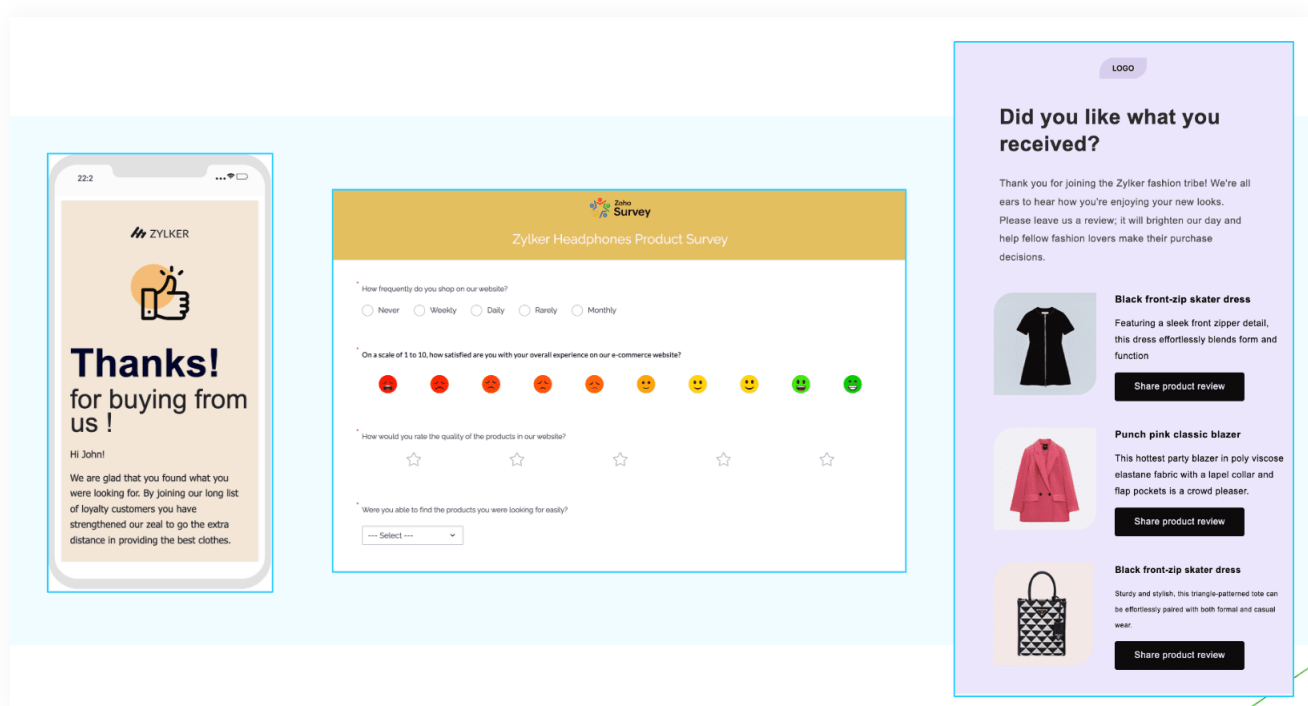 22:2
ZYLKER
Thanks!
for buying from
us !
Hi John!
We are glad that you found what you
were looking for. By joining our long list
of loyalty customers you have
strengthened our zeal to go the extra
distance in providing the best clothes.
Zoho
Survey
Zylker Headphones Product Survey
* How frequently do you shop on our website?
Never Weekly Daily Rarely Monthly
* On a scale of 1 to 10, how satisfied are you with your overall experience on our e-commerce website?
* How would you rate the quality of the products in our website?
* Were you able to find the products you were looking for easily?
--- Select ---
LOGO
Did you like what you
received?
Thank you for joining the Zylker fashion tribe! We're all
ears to hear how you're enjoying your new looks.
Please leave us a review; it will brighten our day and
help fellow fashion lovers make their purchase
decisions.
Black front-zip skater dress
Featuring a sleek front zipper detail,
this dress effortlessly blends form and
function
Share product review
Punch pink classic blazer
This hottest party blazer in poly viscose
elastane fabric with a lapel collar and
flap pockets is a crowd pleaser.
Share product review
Black front-zip skater dress
Sturdy and stylish, this triangle-patterned tote can
be effortlessly paired with both formal and casual
wear.
Share product review